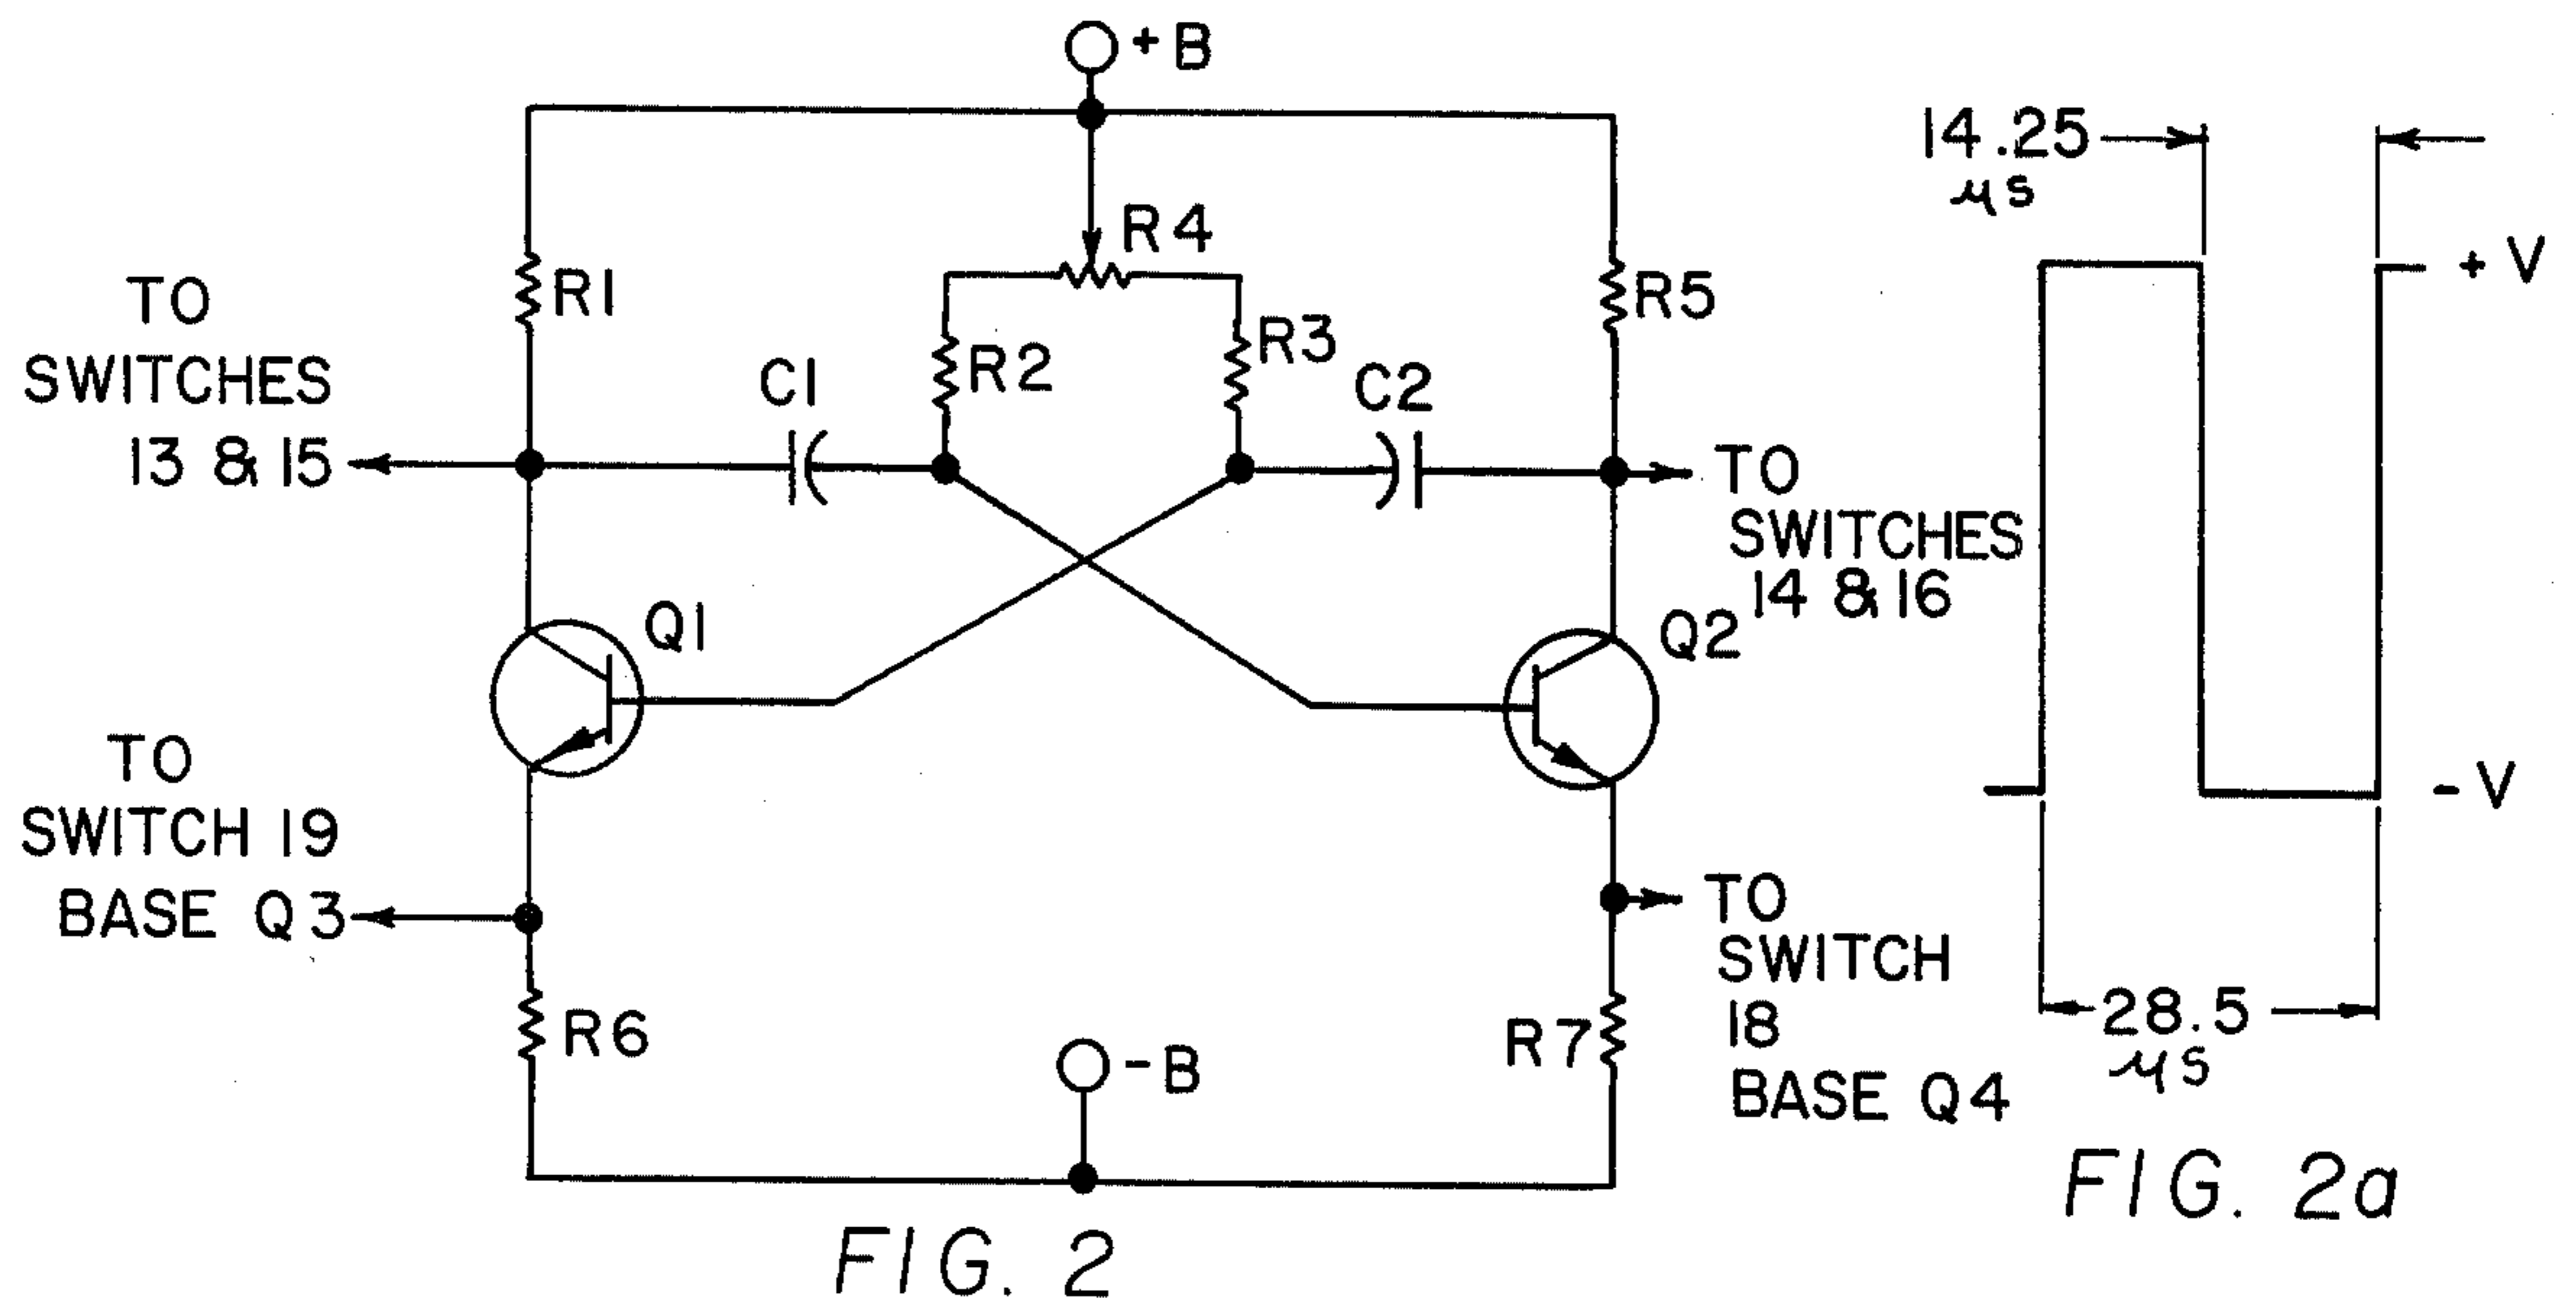 + B
R4
R1
R5
R2
R3
C1
C2
TO
SWITCHES
13 & 15
TO
SWITCHES
14 & 16
Q1
Q2
TO
SWITCH 19
BASE Q3
TO
SWITCH
18
BASE Q4
R6
R7
- B
FIG. 2
14.25
μs
+ V
- V
28.5
μs
FIG. 2a